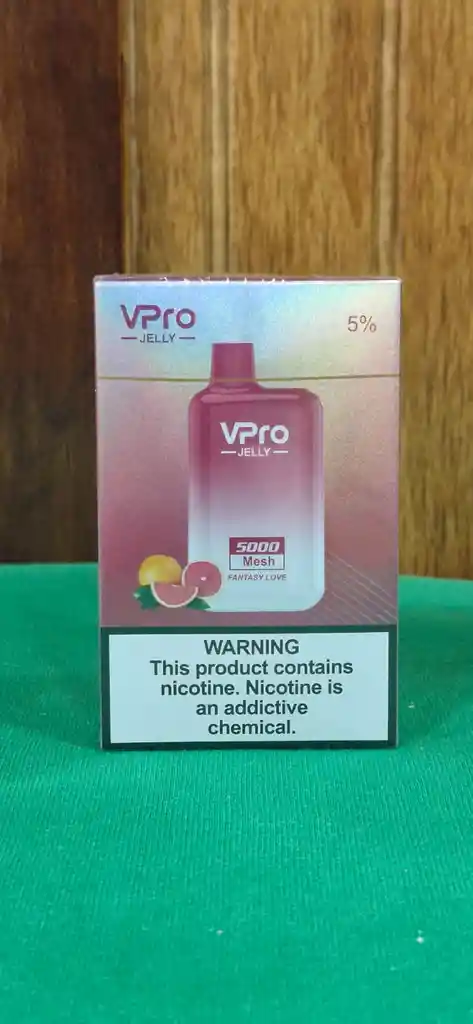 VPro
JELLY
5%
VPro
JELLY
5000
Mesh
FANTASY LOVE
WARNING
This product contains
nicotine. Nicotine is
an addictive
chemical.